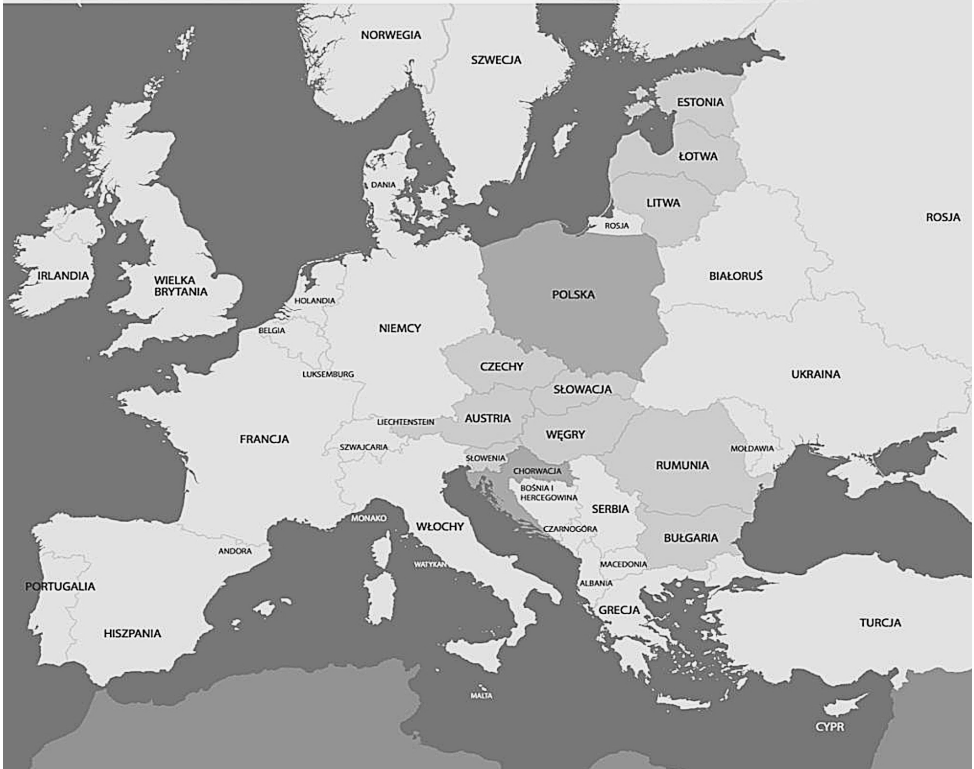 NORWEGIA
SZWECJA
ESTONIA
ŁOTWA
DANIA
LITWA
ROSJA
ROSJA
IRLANDIA
WIELKA
BRYTANIA
BIAŁORUŚ
POLSKA
HOLANDIA
NIEMCY
BELGIA
CZECHY
LUKSEMBURG
UKRAINA
SŁOWACJA
AUSTRIA
LIECHTENSTEIN
WĘGRY
FRANCJA
SZWAJCARIA
MOŁDAWIA
SŁOWENIA
RUMUNIA
CHORWACJA
BOŚNIA I
HERCEGOWINA
SERBIA
MONAKO
WŁOCHY
CZARNOGÓRA
BUŁGARIA
ANDORA
WATYKAN
MACEDONIA
ALBANIA
PORTUGALIA
GRECJA
TURCJA
HISZPANIA
MALTA
CYPR